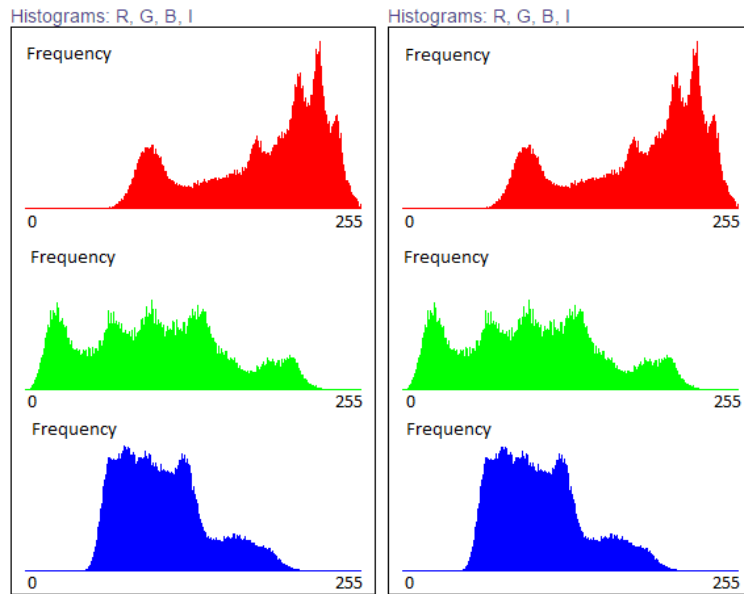 Histograms: R, G, B, I
Frequency
0 255
Frequency
0 255
Frequency
0 255
Histograms: R, G, B, I
Frequency
0 255
Frequency
0 255
Frequency
0 255